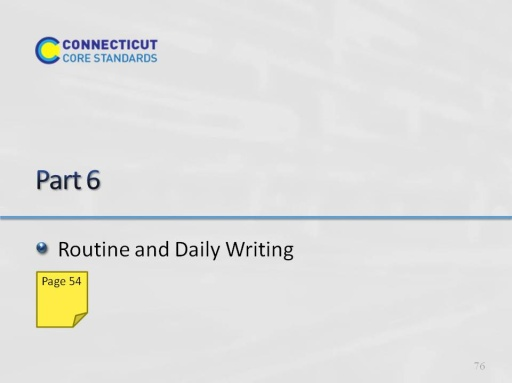 CONNECTICUT
CORE STANDARDS
Part 6
Routine and Daily Writing
Page 54
76